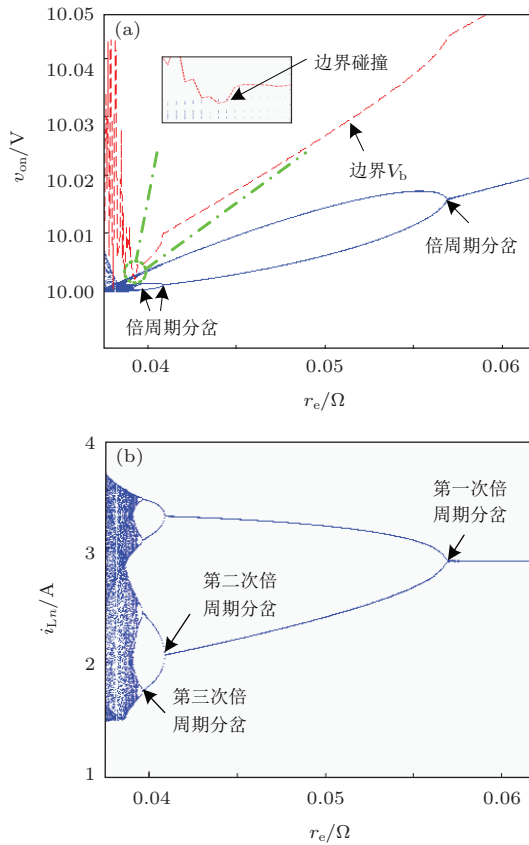 (a)
10.05
10.04
10.03
10.02
10.01
10.00
v_on/V
边界碰撞
边界V_b
倍周期分岔
倍周期分岔
0.04
0.05
0.06
r_e/Ω
(b)
4
3
2
1
i_Ln/A
第一次倍
周期分岔
第二次倍
周期分岔
第三次倍
周期分岔
0.04
0.05
0.06
r_e/Ω